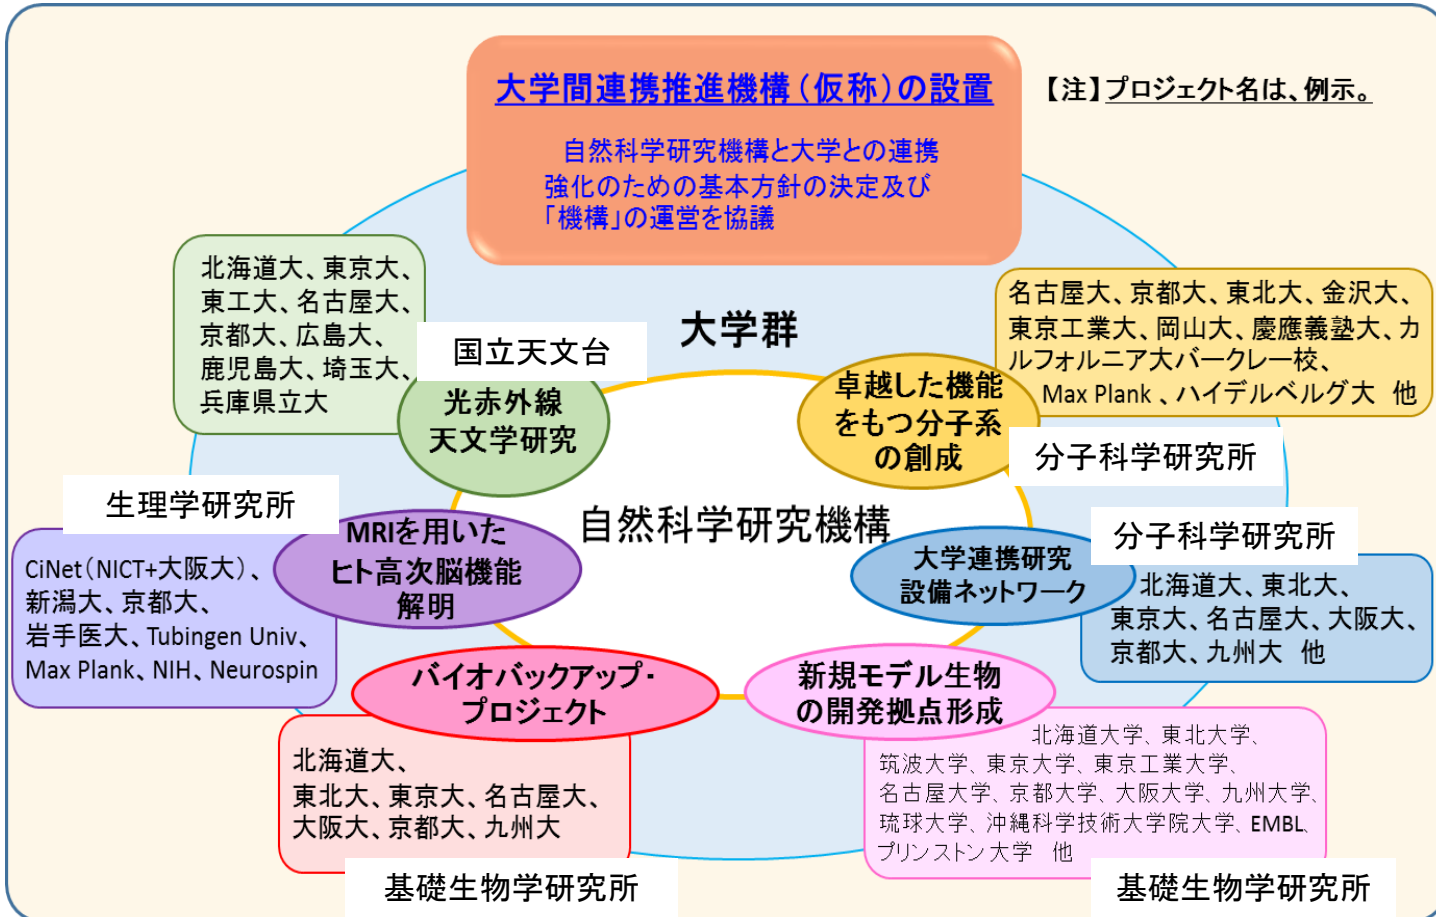 大学間連携推進機構（仮称）の設置
自然科学研究機構と大学との連携
強化のための基本方針の決定及び
「機構」の運営を協議
【注】プロジェクト名は、例示。
北海道大、東京大、
東工大、名古屋大、
京都大、広島大、
鹿児島大、埼玉大、
兵庫県立大
国立天文台
光赤外線
天文学研究
大学群
名古屋大、京都大、東北大、金沢大、
東京工業大、岡山大、慶應義塾大、カ
ルフォルニア大バークレー校、
Max Plank 、ハイデルベルグ大　他
卓越した機能
をもつ分子系
の創成
分子科学研究所
生理学研究所
MRIを用いた
ヒト高次脳機能
解明
CiNet（NICT+大阪大）、
新潟大、京都大、
岩手医大、Tubingen Univ、
Max Plank、NIH、Neurospin
自然科学研究機構
分子科学研究所
大学連携研究
設備ネットワーク
北海道大、東北大、
東京大、名古屋大、大阪大、
京都大、九州大　他
バイオバックアップ・
プロジェクト
北海道大、
東北大、東京大、名古屋大、
大阪大、京都大、九州大
基礎生物学研究所
新規モデル生物
の開発拠点形成
北海道大学、東北大学、
筑波大学、東京大学、東京工業大学、
名古屋大学、京都大学、大阪大学、九州大学、
琉球大学、沖縄科学技術大学院大学、EMBL、
プリンストン大学　他
基礎生物学研究所